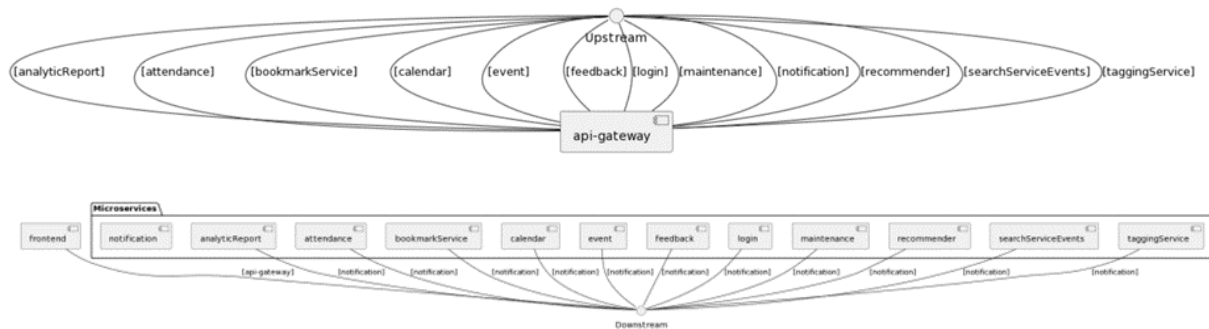 Upstream
[analyticReport] [attendance] [bookmarkService] [calendar] [event] [feedback] [login] [maintenance] [notification] [recommender] [searchServiceEvents] [taggingService]
api-gateway
Microservices
frontend notification analyticReport attendance bookmarkService calendar event feedback login maintenance recommender searchServiceEvents taggingService
[api-gateway] [notification] [notification] [notification] [notification] [notification] [notification] [notification] [notification] [notification] [notification] [notification]
Downstream